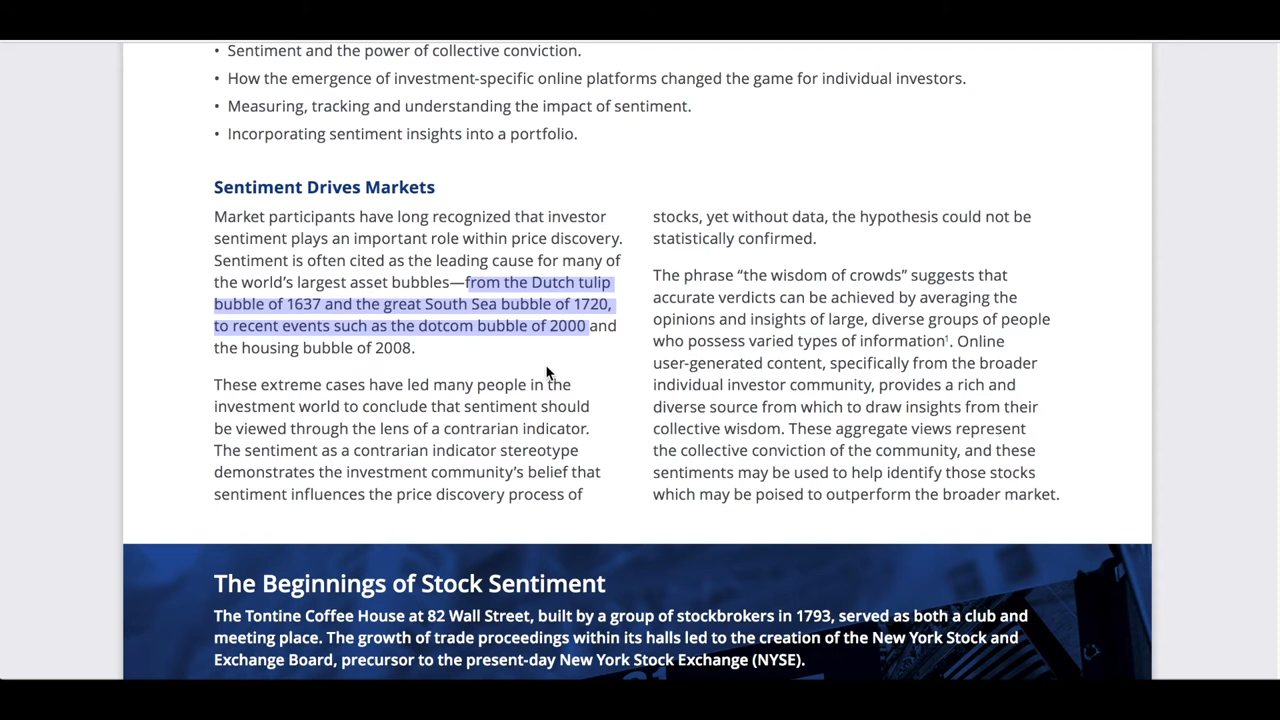 • Sentiment and the power of collective conviction.
• How the emergence of investment-specific online platforms changed the game for individual investors.
• Measuring, tracking and understanding the impact of sentiment.
• Incorporating sentiment insights into a portfolio.
Sentiment Drives Markets
Market participants have long recognized that investor
sentiment plays an important role within price discovery.
Sentiment is often cited as the leading cause for many of
the world’s largest asset bubbles—from the Dutch tulip
bubble of 1637 and the great South Sea bubble of 1720,
to recent events such as the dotcom bubble of 2000 and
the housing bubble of 2008.
These extreme cases have led many people in the
investment world to conclude that sentiment should
be viewed through the lens of a contrarian indicator.
The sentiment as a contrarian indicator stereotype
demonstrates the investment community’s belief that
sentiment influences the price discovery process of
stocks, yet without data, the hypothesis could not be
statistically confirmed.
The phrase “the wisdom of crowds” suggests that
accurate verdicts can be achieved by averaging the
opinions and insights of large, diverse groups of people
who possess varied types of information¹. Online
user-generated content, specifically from the broader
individual investor community, provides a rich and
diverse source from which to draw insights from their
collective wisdom. These aggregate views represent
the collective conviction of the community, and these
sentiments may be used to help identify those stocks
which may be poised to outperform the broader market.
The Beginnings of Stock Sentiment
The Tontine Coffee House at 82 Wall Street, built by a group of stockbrokers in 1793, served as both a club and
meeting place. The growth of trade proceedings within its halls led to the creation of the New York Stock and
Exchange Board, precursor to the present-day New York Stock Exchange (NYSE).